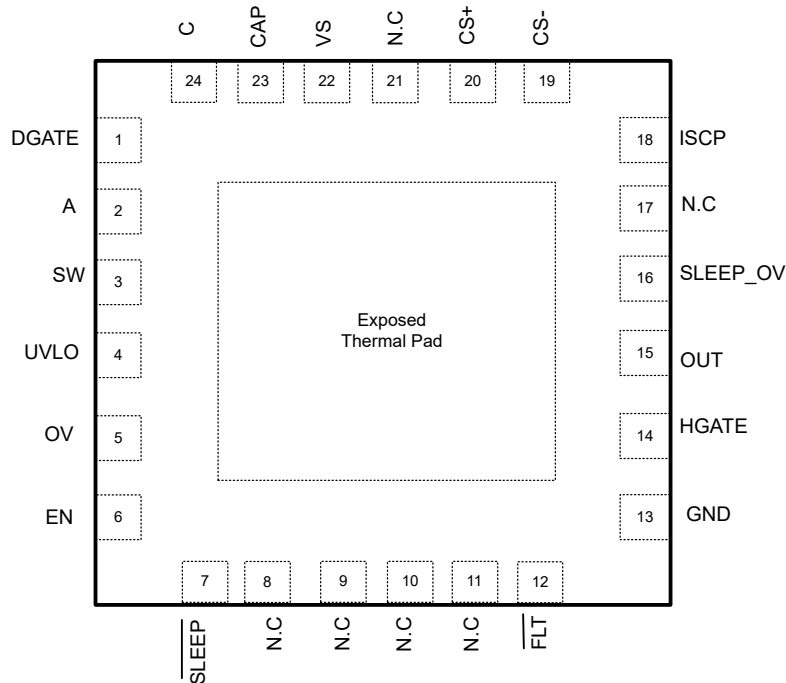 C
CAP
VS
N.C
CS+
CS-
24
23
22
21
20
19
DGATE
1
18
ISCP
A
2
17
N.C
SW
3
16
SLEEP_OV
Exposed
Thermal Pad
UVLO
4
15
OUT
OV
5
14
HGATE
EN
6
13
GND
7
8
9
10
11
12
SLEEP
N.C
N.C
N.C
N.C
FLT